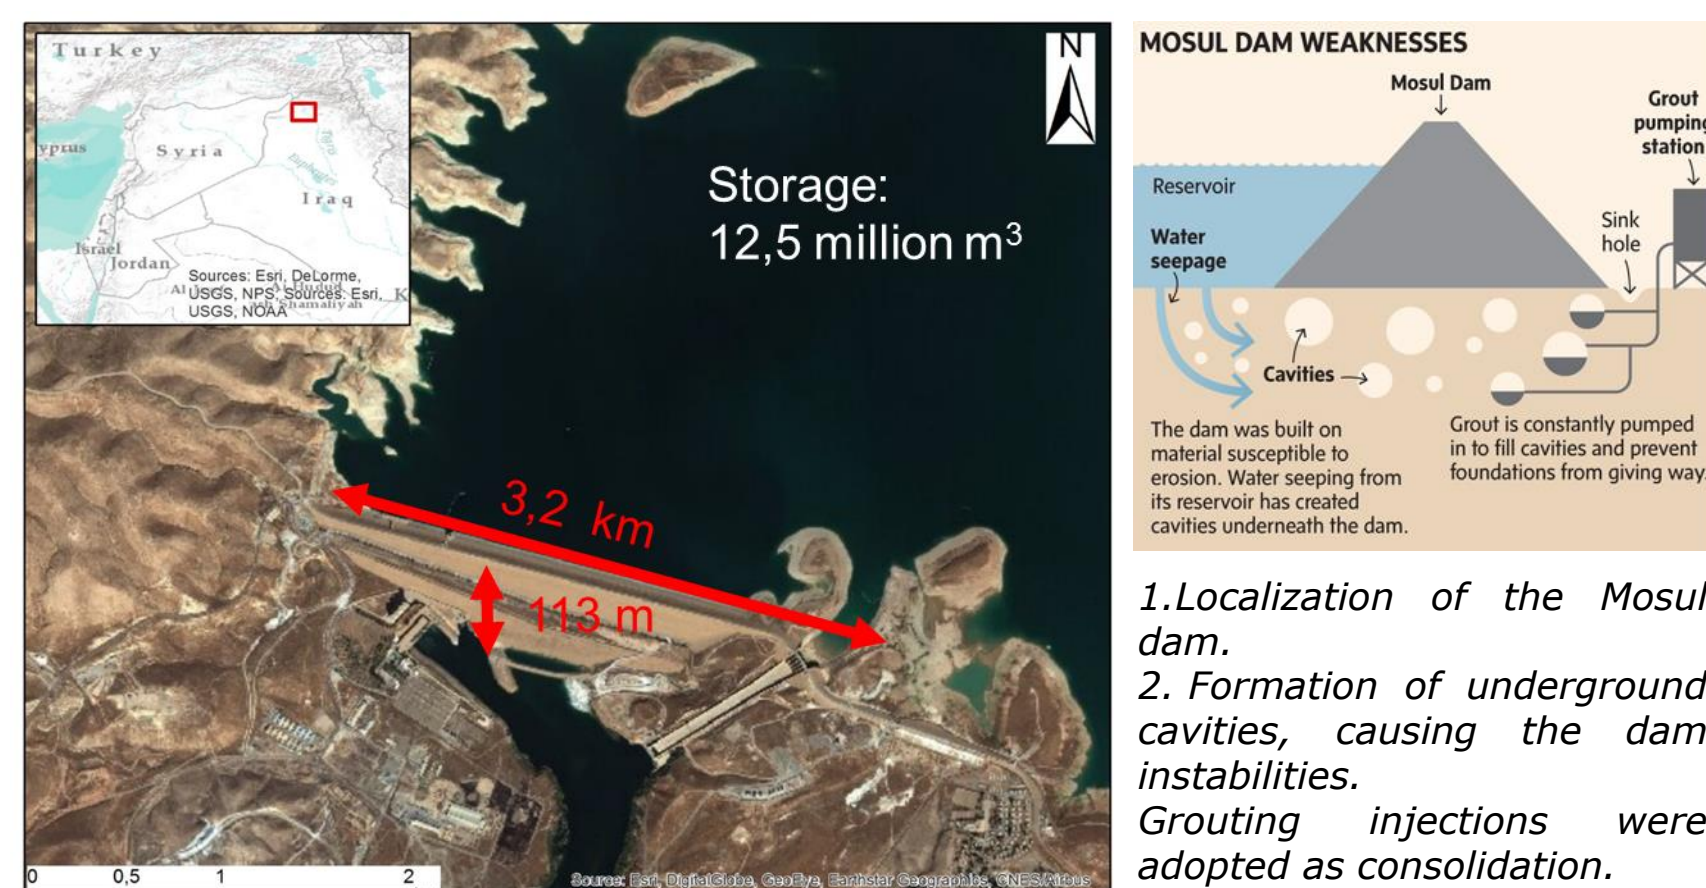 Turkey
yprus
Syria
Tigris
Euphrates
Iraq
Israel
Jordan
Sources: Esri, DeLorme,
USGS, NPS; Sources: Esri,
USGS, NOAA
K
N
Storage:
12,5 million m³
3,2 km
113 m
0 0,5 1 2
Source: Esri, DigitalGlobe, GeoEye, Earthstar Geographics, CNES/Airbus
MOSUL DAM WEAKNESSES
Mosul Dam
Grout
pumping
station
Reservoir
Water
seepage
Sink
hole
Cavities
The dam was built on
material susceptible to
erosion. Water seeping from
its reservoir has created
cavities underneath the dam.
Grout is constantly pumped
in to fill cavities and prevent
foundations from giving way.
1.Localization of the Mosul
dam.
2. Formation of underground
cavities, causing the dam
instabilities.
Grouting injections were
adopted as consolidation.